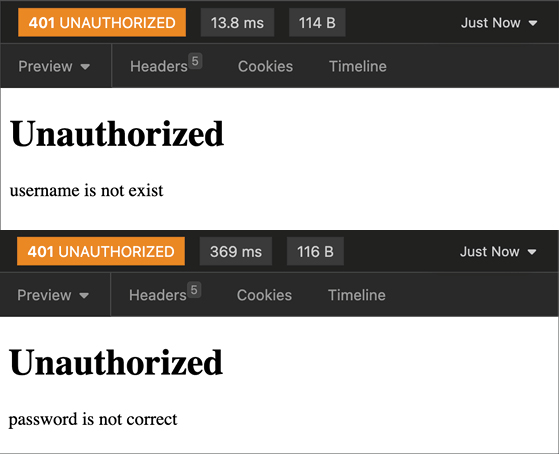 401 UNAUTHORIZED 13.8 ms 114 B Just Now
Preview Headers 5 Cookies Timeline
Unauthorized
username is not exist
401 UNAUTHORIZED 369 ms 116 B Just Now
Preview Headers 5 Cookies Timeline
Unauthorized
password is not correct